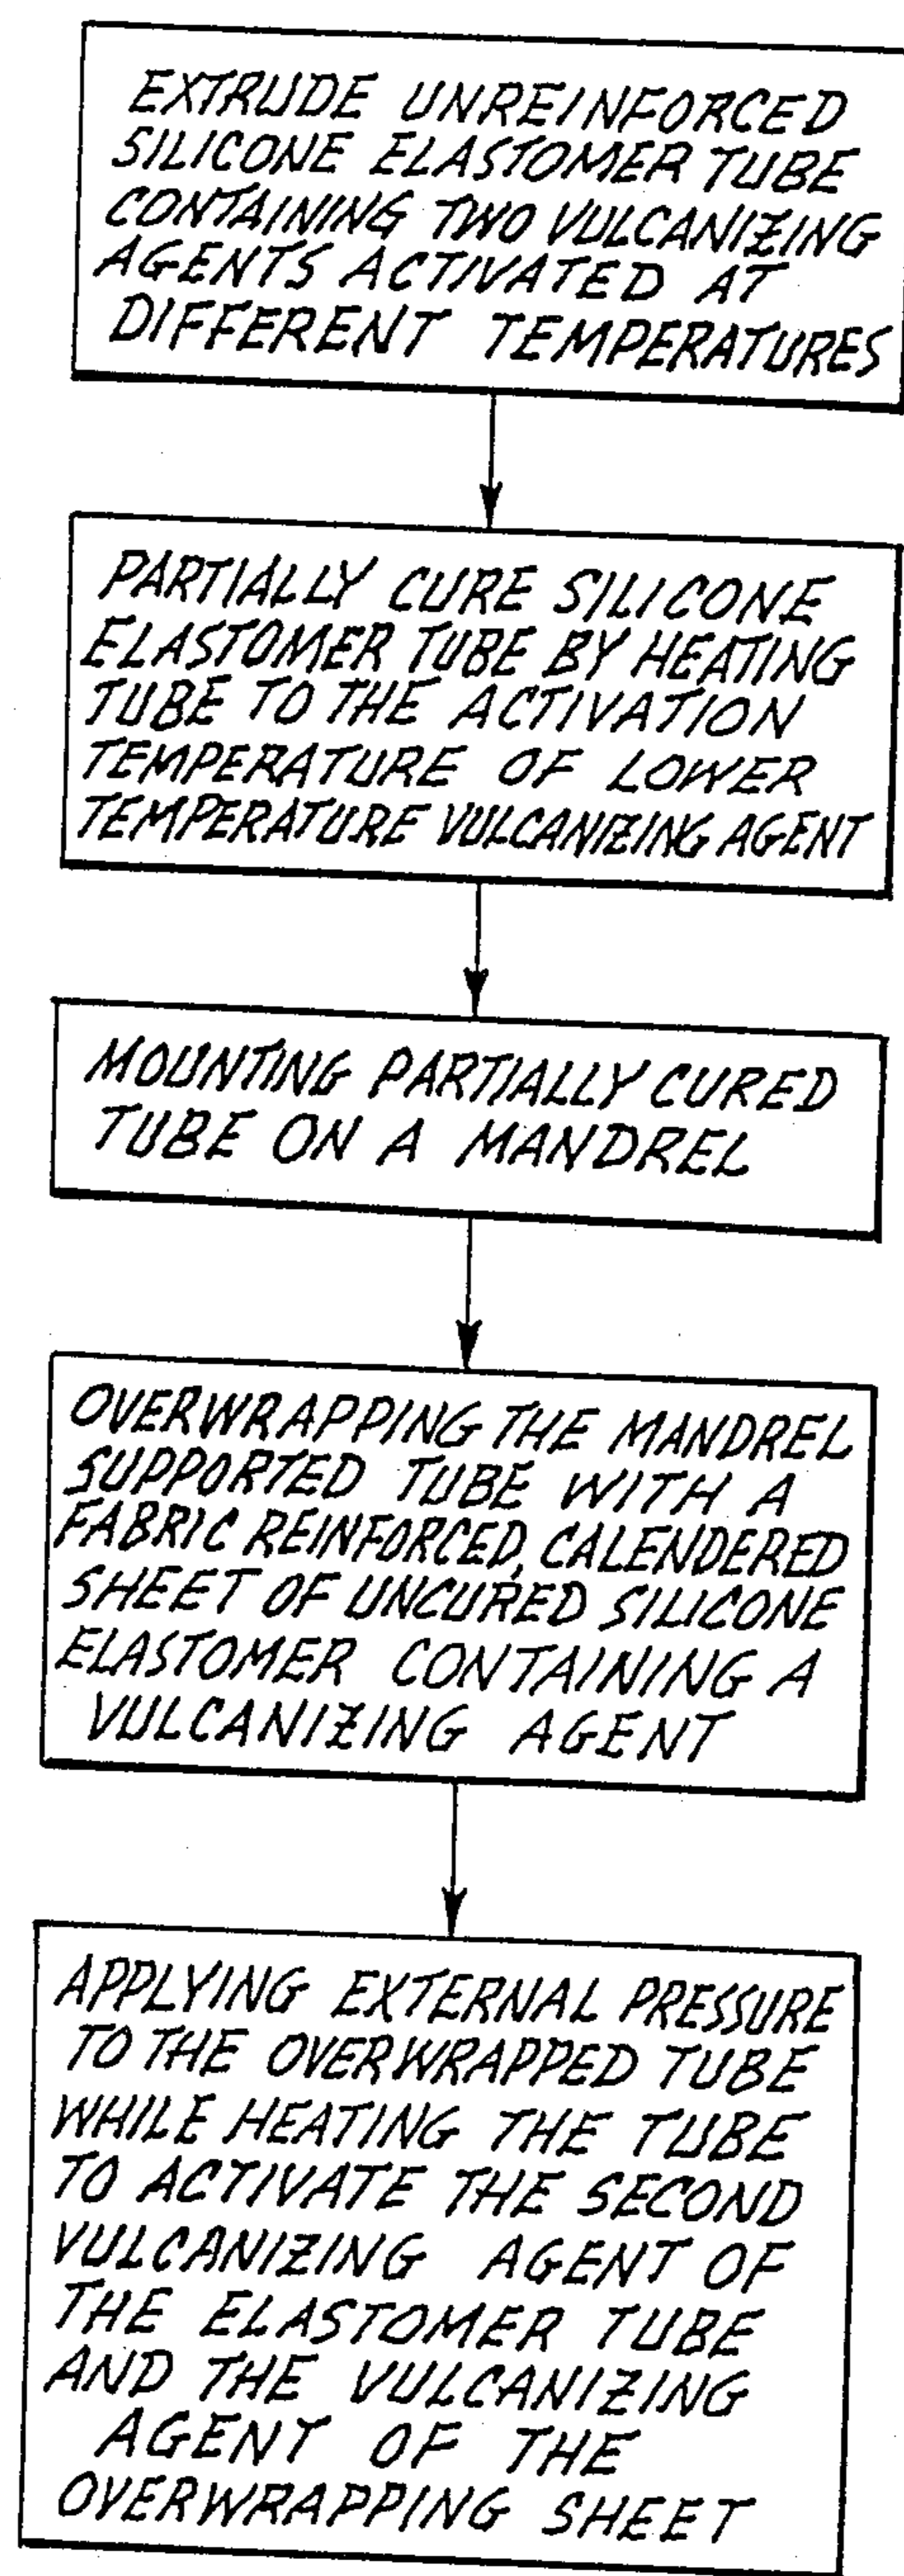 EXTRUDE UNREINFORCED
SILICONE ELASTOMER TUBE
CONTAINING TWO VULCANIZING
AGENTS ACTIVATED AT
DIFFERENT TEMPERATURES
PARTIALLY CURE SILICONE
ELASTOMER TUBE BY HEATING
TUBE TO THE ACTIVATION
TEMPERATURE OF LOWER
TEMPERATURE VULCANIZING AGENT
MOUNTING PARTIALLY CURED
TUBE ON A MANDREL
OVERWRAPPING THE MANDREL
SUPPORTED TUBE WITH A
FABRIC REINFORCED, CALENDERED
SHEET OF UNCURED SILICONE
ELASTOMER CONTAINING A
VULCANIZING AGENT
APPLYING EXTERNAL PRESSURE
TO THE OVERWRAPPED TUBE
WHILE HEATING THE TUBE
TO ACTIVATE THE SECOND
VULCANIZING AGENT OF
THE ELASTOMER TUBE
AND THE VULCANIZING
AGENT OF THE
OVERWRAPPING SHEET